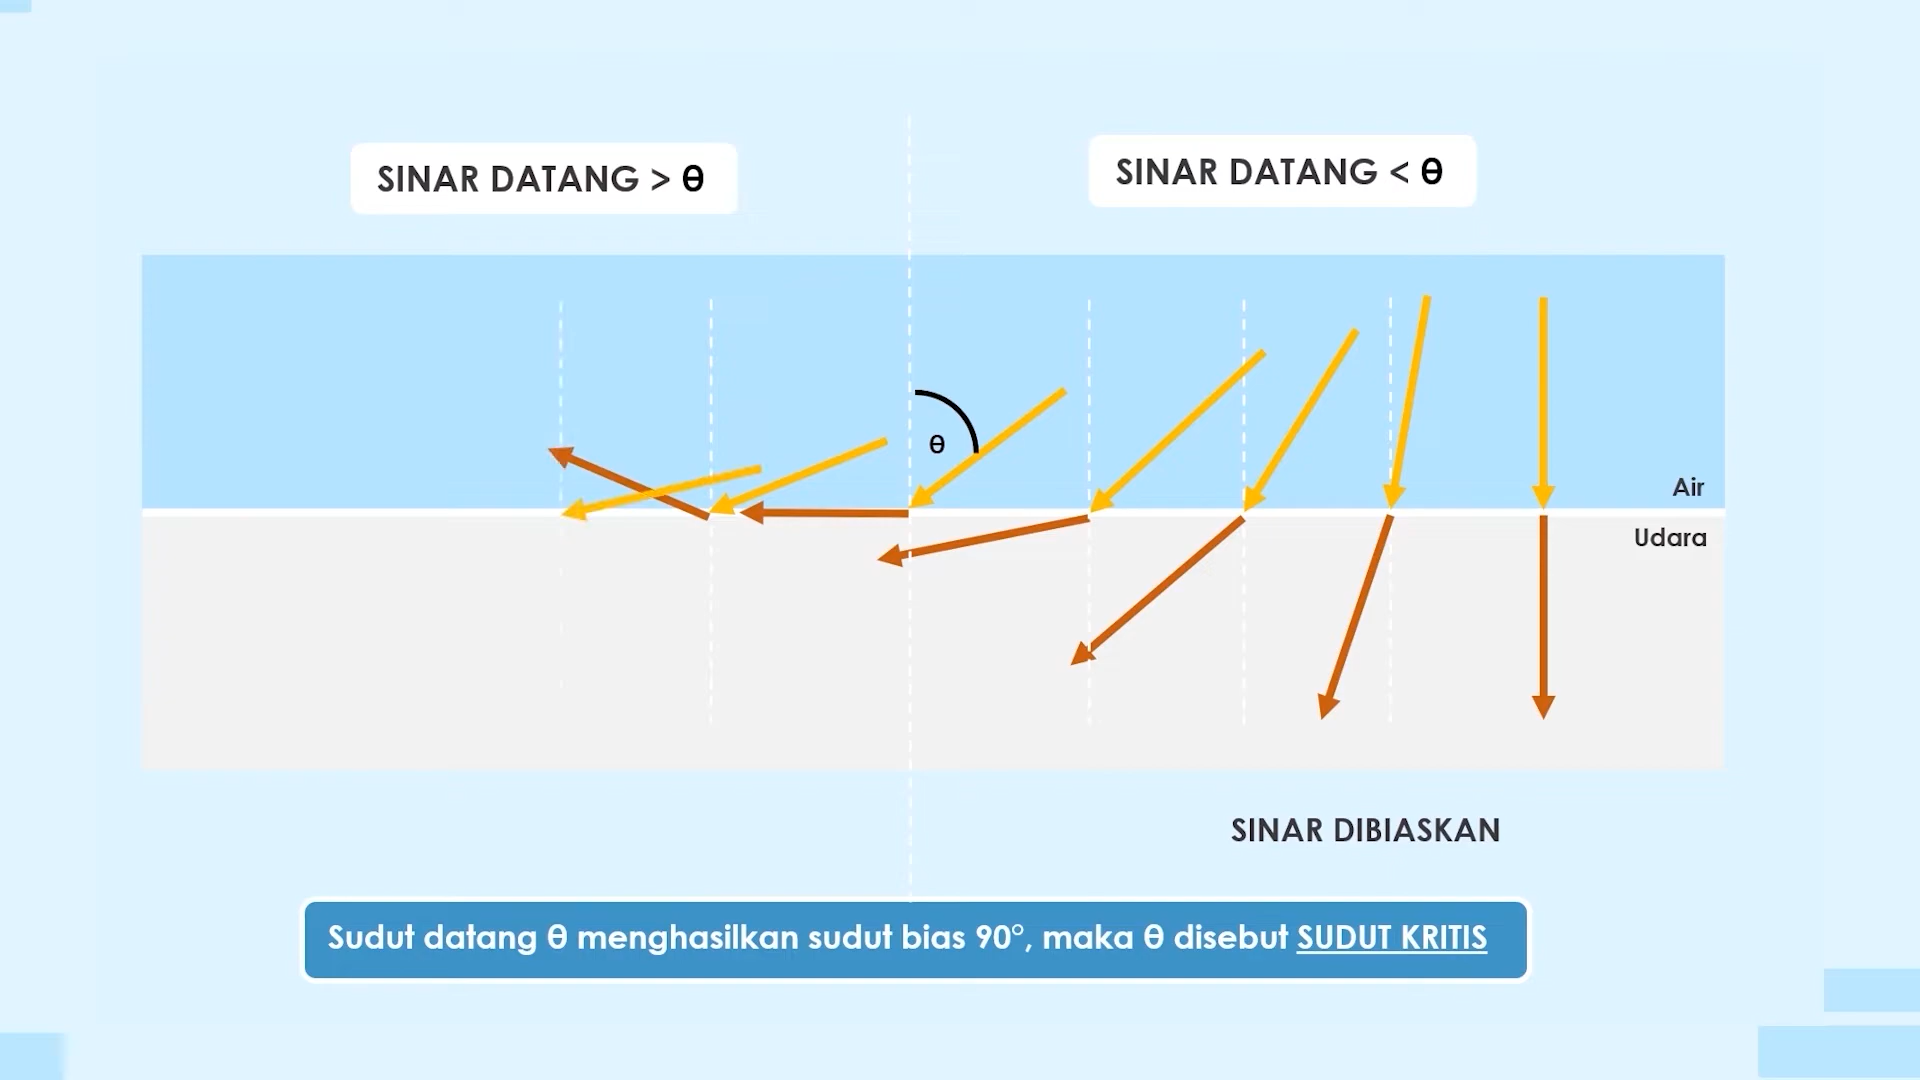 SINAR DATANG > θ
SINAR DATANG < θ
θ
Air
Udara
SINAR DIBIASKAN
Sudut datang θ menghasilkan sudut bias 90°, maka θ disebut SUDUT KRITIS